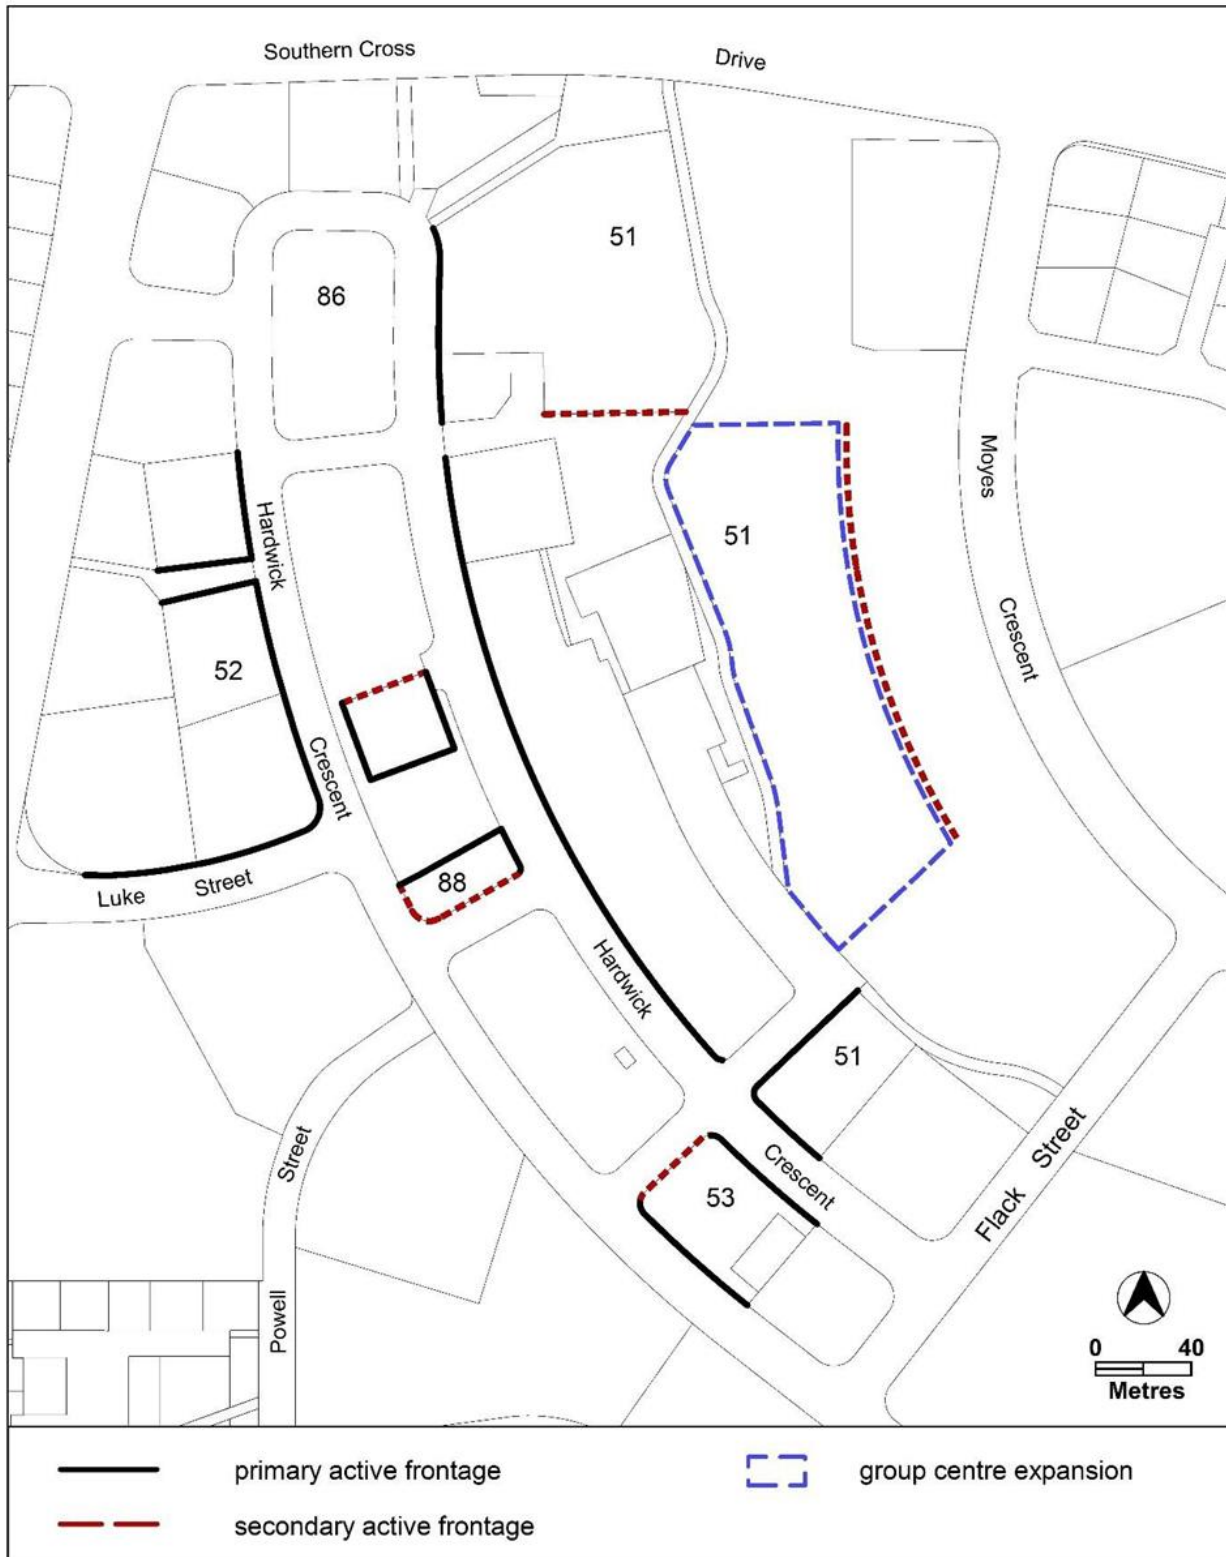 Southern Cross
Drive
51
86
Moyes
Hardwick
51
Crescent
52
Crescent
88
Luke
Street
Hardwick
51
Crescent
Street
Street
53
Flack
Powell
0 40
Metres
primary active frontage
group centre expansion
secondary active frontage